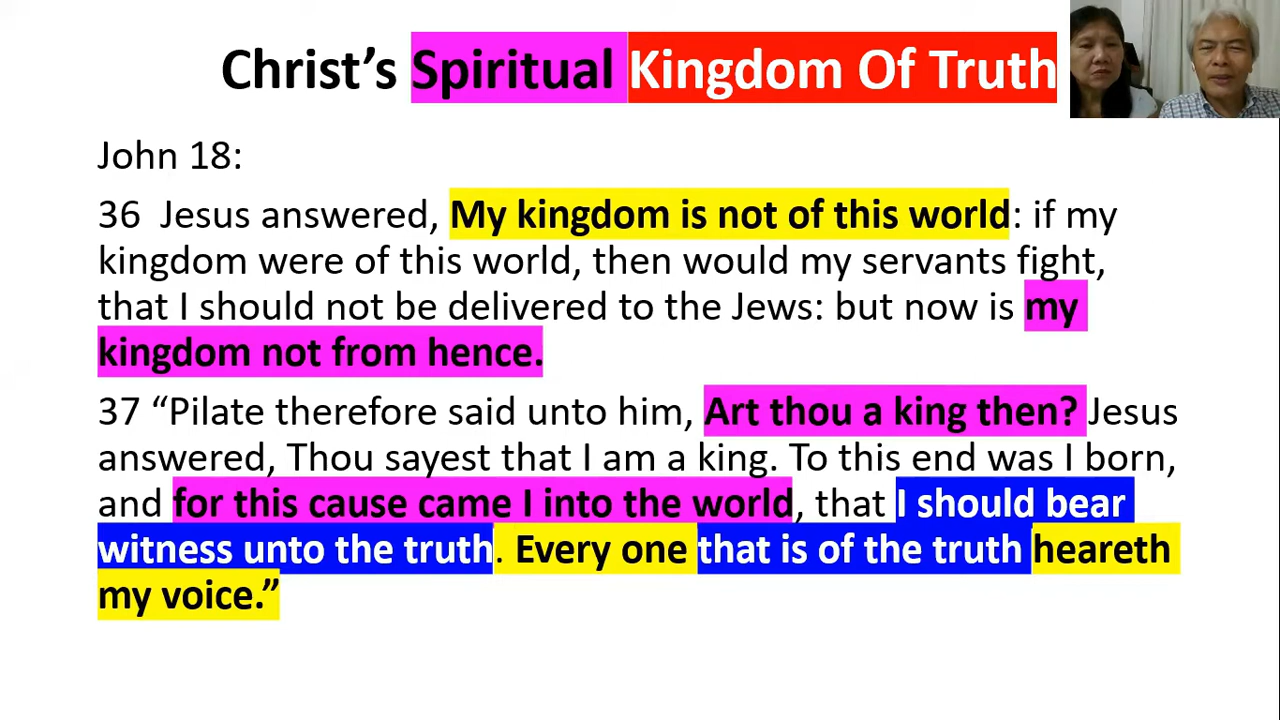 Christ’s Spiritual Kingdom Of Truth
John 18:
36 Jesus answered, My kingdom is not of this world: if my
kingdom were of this world, then would my servants fight,
that I should not be delivered to the Jews: but now is my
kingdom not from hence.
37 “Pilate therefore said unto him, Art thou a king then? Jesus
answered, Thou sayest that I am a king. To this end was I born,
and for this cause came I into the world, that I should bear
witness unto the truth. Every one that is of the truth heareth
my voice.”